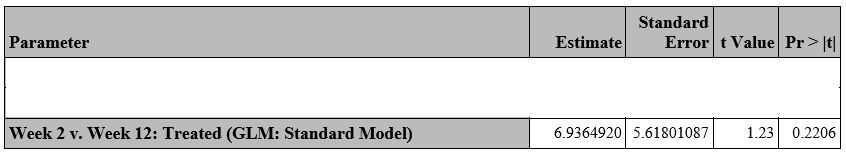 Parameter Estimate Standard Error t Value Pr > |t|
Week 2 v. Week 12: Treated (GLM: Standard Model) 6.9364920 5.61801087 1.23 0.2206